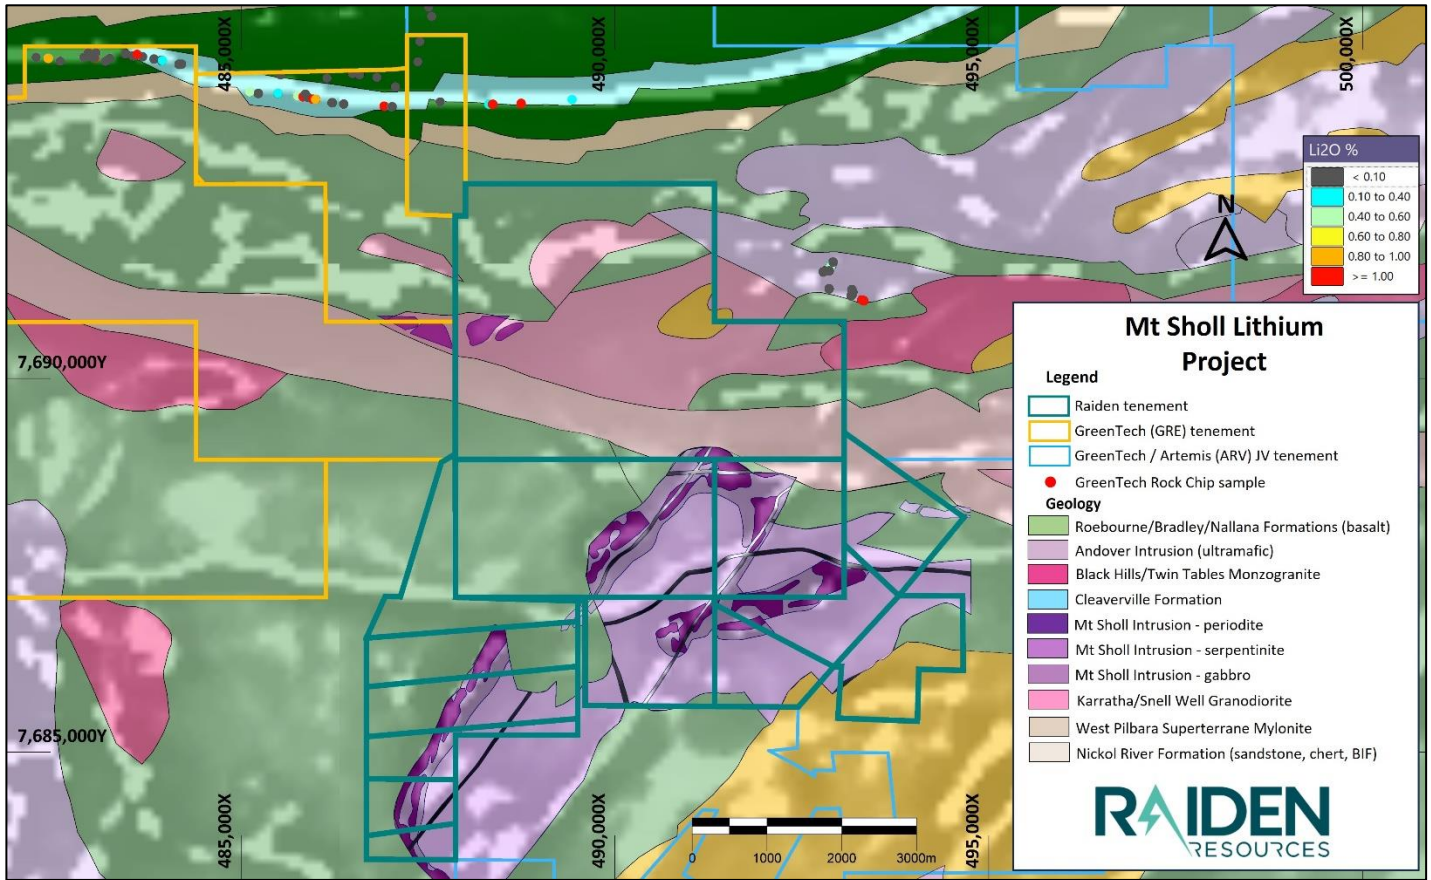 485,000X
490,000X
495,000X
500,000X
Li2O %
< 0.10
0.10 to 0.40
0.40 to 0.60
0.60 to 0.80
0.80 to 1.00
>= 1.00
N
7,690,000Y
Mt Sholl Lithium
Project
Legend
Raiden tenement
GreenTech (GRE) tenement
GreenTech / Artemis (ARV) JV tenement
GreenTech Rock Chip sample
Geology
Roebourne/Bradley/Nallana Formations (basalt)
Andover Intrusion (ultramafic)
Black Hills/Twin Tables Monzogranite
Cleaverville Formation
Mt Sholl Intrusion - periodite
Mt Sholl Intrusion - serpentinite
Mt Sholl Intrusion - gabbro
Karratha/Snell Well Granodiorite
West Pilbara Superterrane Mylonite
Nickol River Formation (sandstone, chert, BIF)
7,685,000Y
485,000X
490,000X
495,000X
0 1000 2000 3000m
RAIDEN
RESOURCES